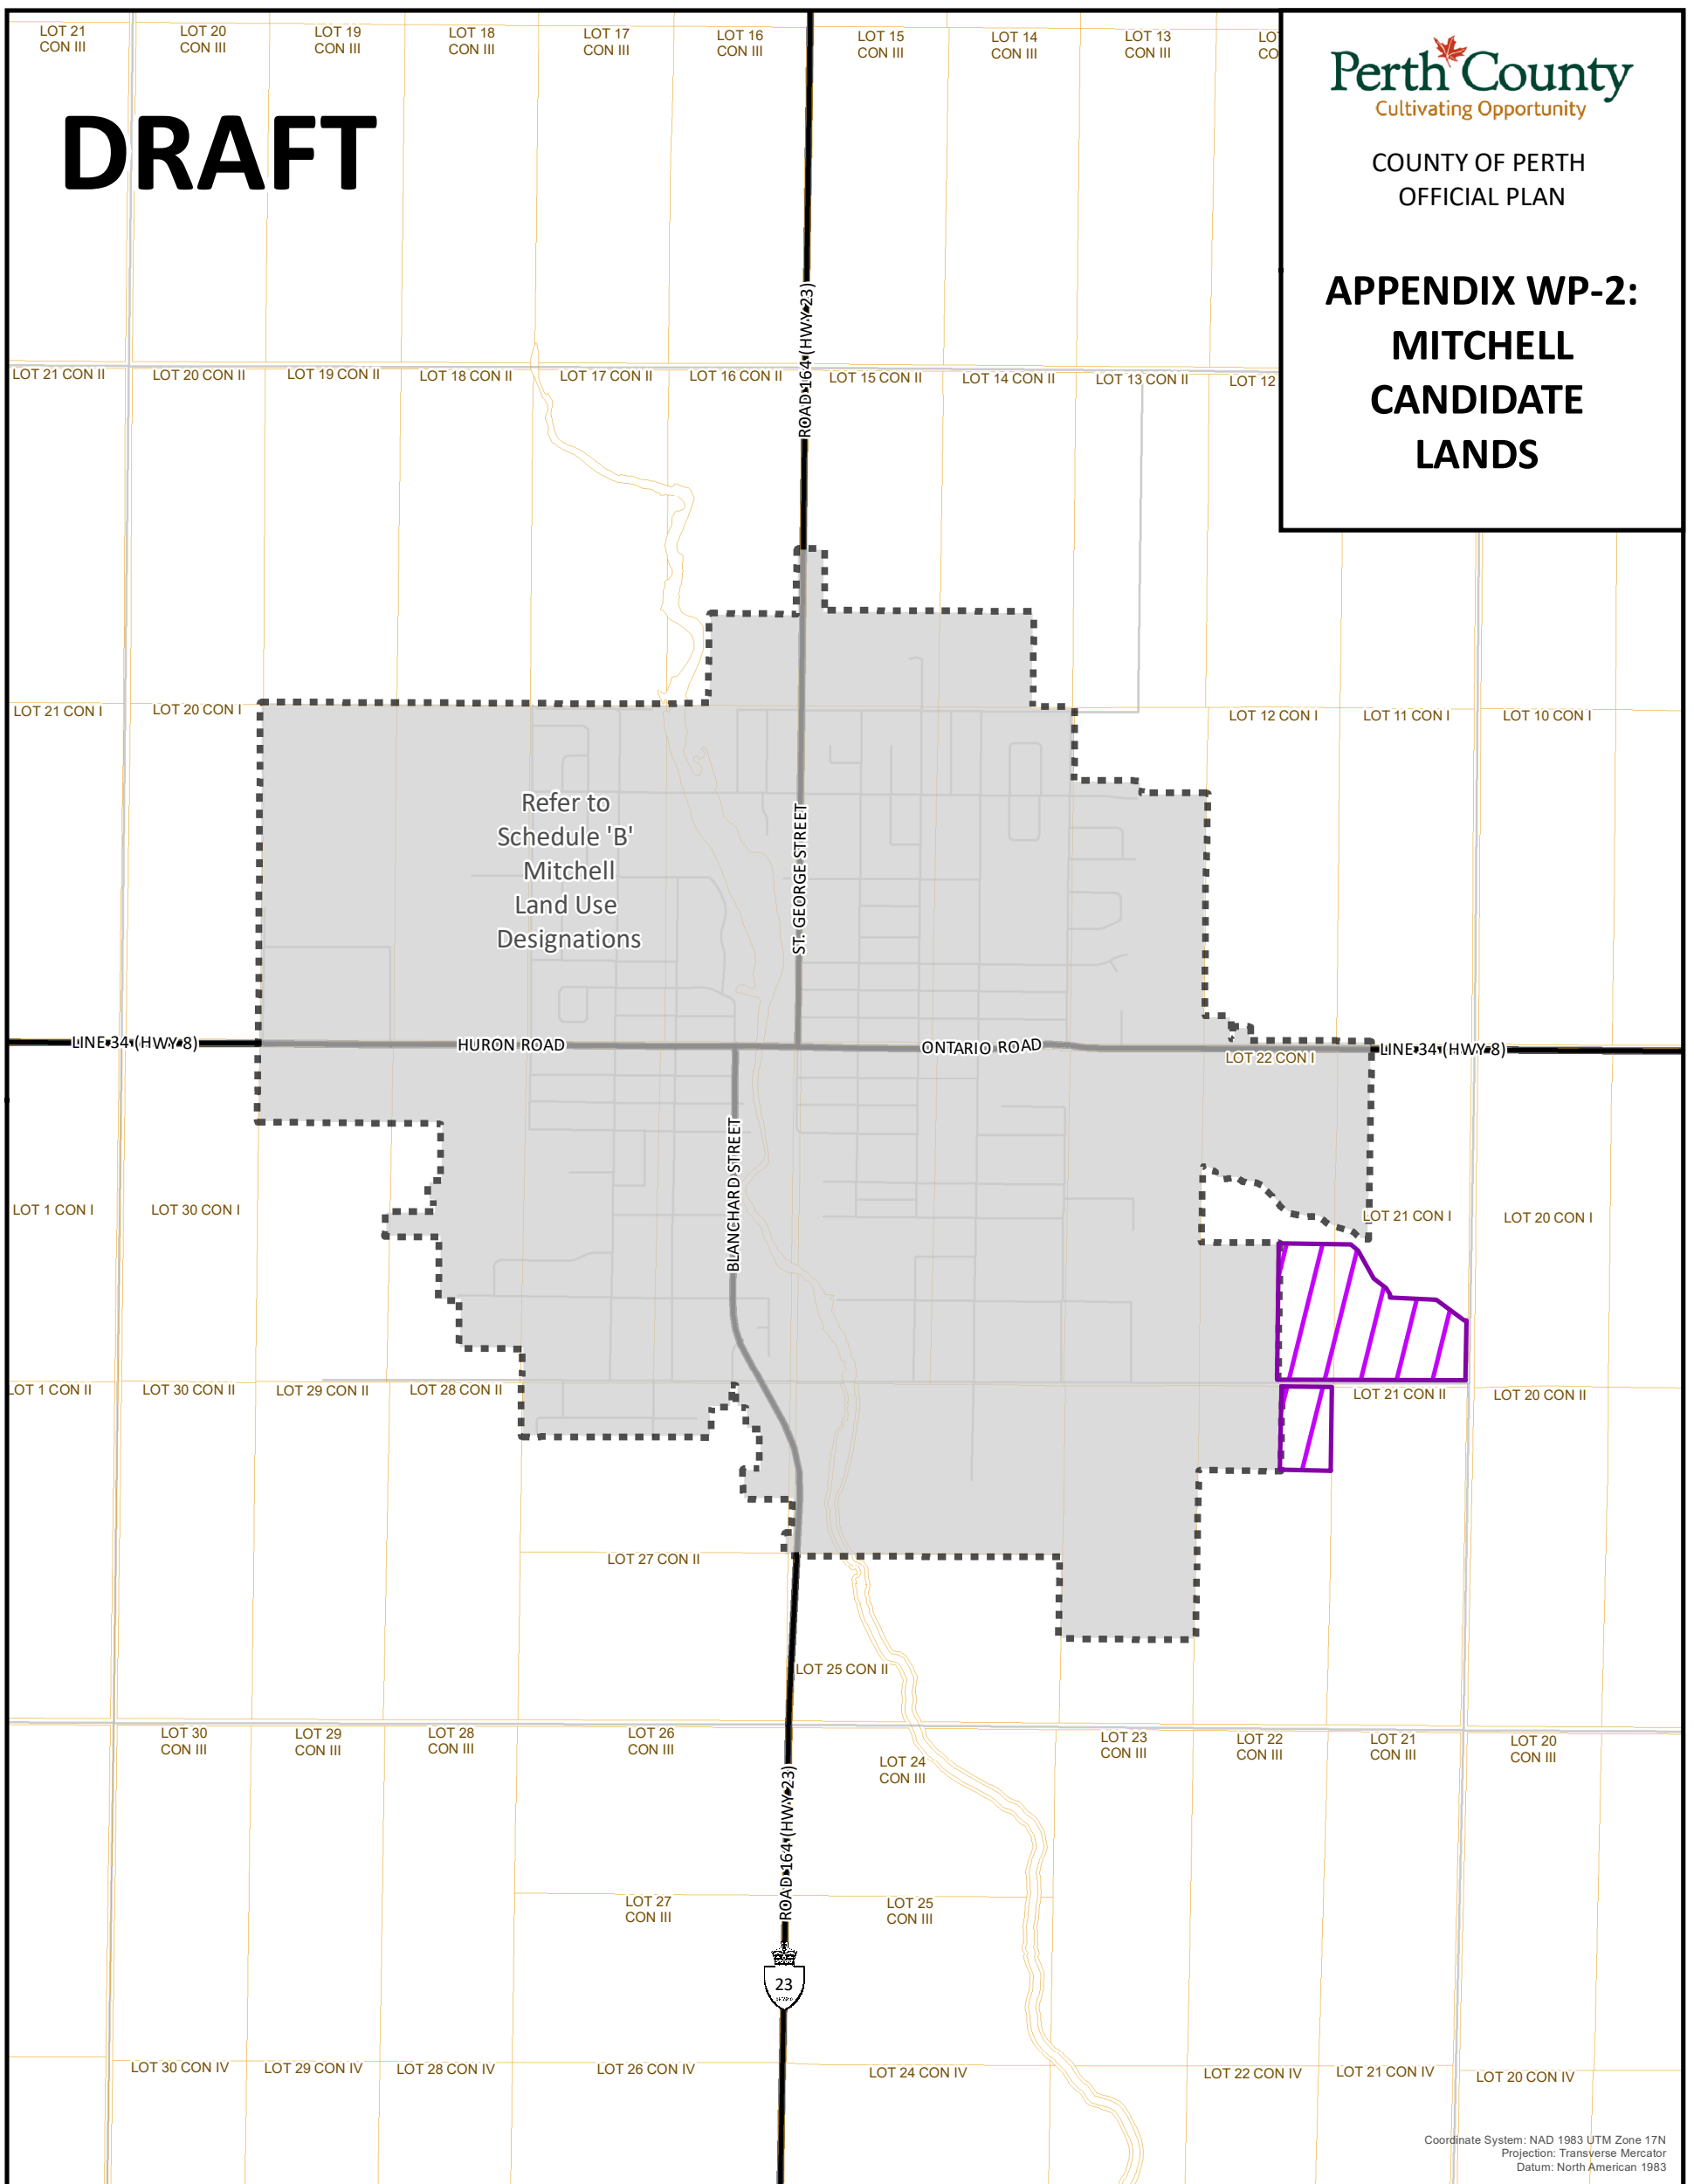 LOT 21
CON III
LOT 20
CON III
LOT 19
CON III
LOT 18
CON III
LOT 17
CON III
LOT 16
CON III
LOT 15
CON III
LOT 14
CON III
LOT 13
CON III
LO
CO
Perth County
Cultivating Opportunity
COUNTY OF PERTH
OFFICIAL PLAN
APPENDIX WP-2:
MITCHELL
CANDIDATE
LANDS
DRAFT
ROAD 164 (HWY 23)
LOT 21 CON II
LOT 20 CON II
LOT 19 CON II
LOT 18 CON II
LOT 17 CON II
LOT 16 CON II
LOT 15 CON II
LOT 14 CON II
LOT 13 CON II
LOT 12
LOT 21 CON I
LOT 20 CON I
LOT 12 CON I
LOT 11 CON I
LOT 10 CON I
Refer to
Schedule 'B'
Mitchell
Land Use
Designations
ST. GEORGE STREET
LINE 34 (HWY 8)
HURON ROAD
ONTARIO ROAD
LOT 22 CON I
LINE 34 (HWY 8)
BLANCHARD STREET
LOT 1 CON I
LOT 30 CON I
LOT 21 CON I
LOT 20 CON I
LOT 1 CON II
LOT 30 CON II
LOT 29 CON II
LOT 28 CON II
LOT 21 CON II
LOT 20 CON II
LOT 27 CON II
LOT 25 CON II
LOT 30
CON III
LOT 29
CON III
LOT 28
CON III
LOT 26
CON III
LOT 24
CON III
LOT 23
CON III
LOT 22
CON III
LOT 21
CON III
LOT 20
CON III
ROAD 164 (HWY 23)
LOT 27
CON III
LOT 25
CON III
23
LOT 30 CON IV
LOT 29 CON IV
LOT 28 CON IV
LOT 26 CON IV
LOT 24 CON IV
LOT 22 CON IV
LOT 21 CON IV
LOT 20 CON IV
Coordinate System: NAD 1983 UTM Zone 17N
Projection: Transverse Mercator
Datum: North American 1983